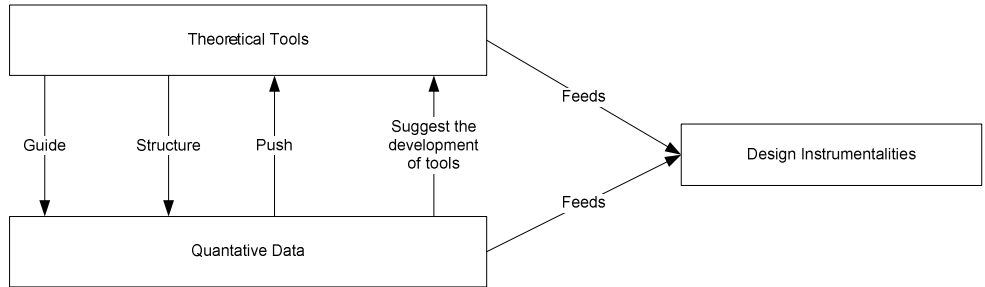 Theoretical Tools
Feeds
Guide
Structure
Push
Suggest the
development
of tools
Design Instrumentalities
Feeds
Quantative Data